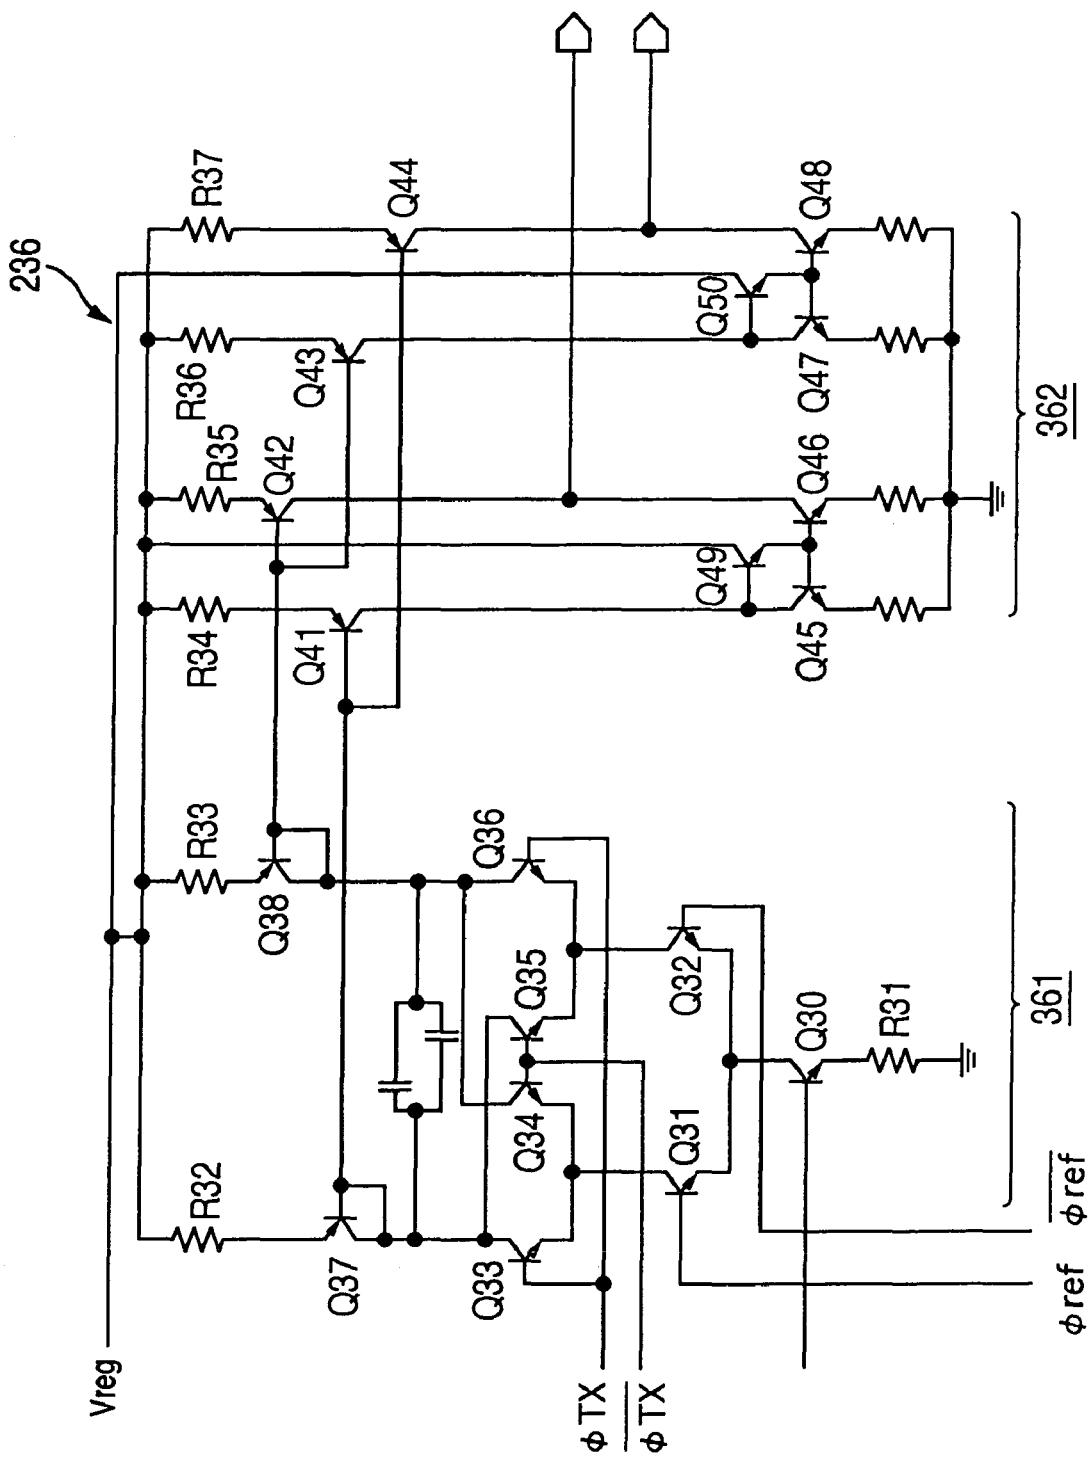 236
Vreg
R32
R33
R34
R35
R36
R37
Q37
Q38
Q41
Q42
Q43
Q44
Q33
Q34
Q35
Q36
Q49
Q50
Q31
Q32
Q45
Q46
Q47
Q48
Q30
R31
ϕTX
ϕTX̅
ϕref
ϕref̅
361
362